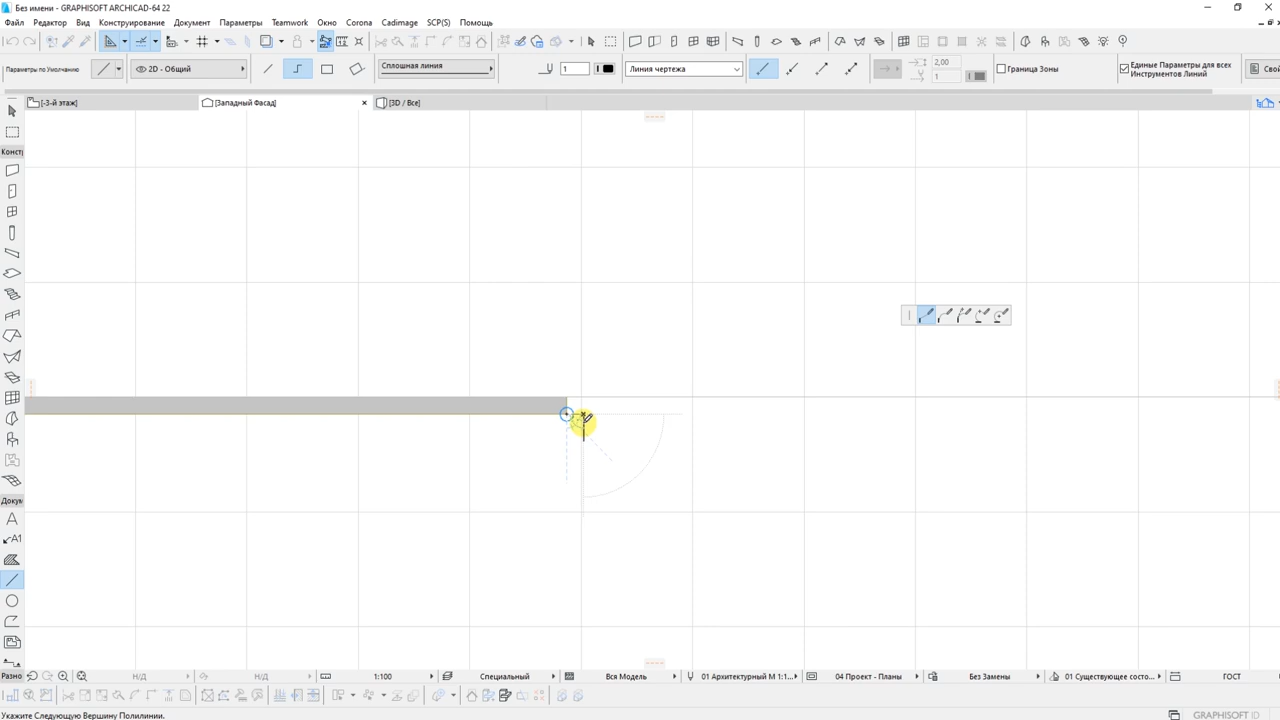 Без имени - GRAPHISOFT ARCHICAD-64 22
Файл Редактор Вид Конструирование Документ Параметры Teamwork Окно Corona Cadimage SCP(S) Помощь
Параметры по Умолчанию 2D - Общий Сплошная линия 1 Линия чертежа 2,00 1 Граница Зоны Единые Параметры для всех Инструментов Линий Свой
[-3-й этаж] [Западный Фасад] [3D / Все]
Конст
Докум
A
A1
Разно Н/Д Н/Д 1:100 Специальный Вся Модель 01 Архитектурный М 1:1... 04 Проект - Планы Без Замены 01 Существующее состо... ГОСТ
Укажите Следующую Вершину Полилинии. GRAPHISOFT ID